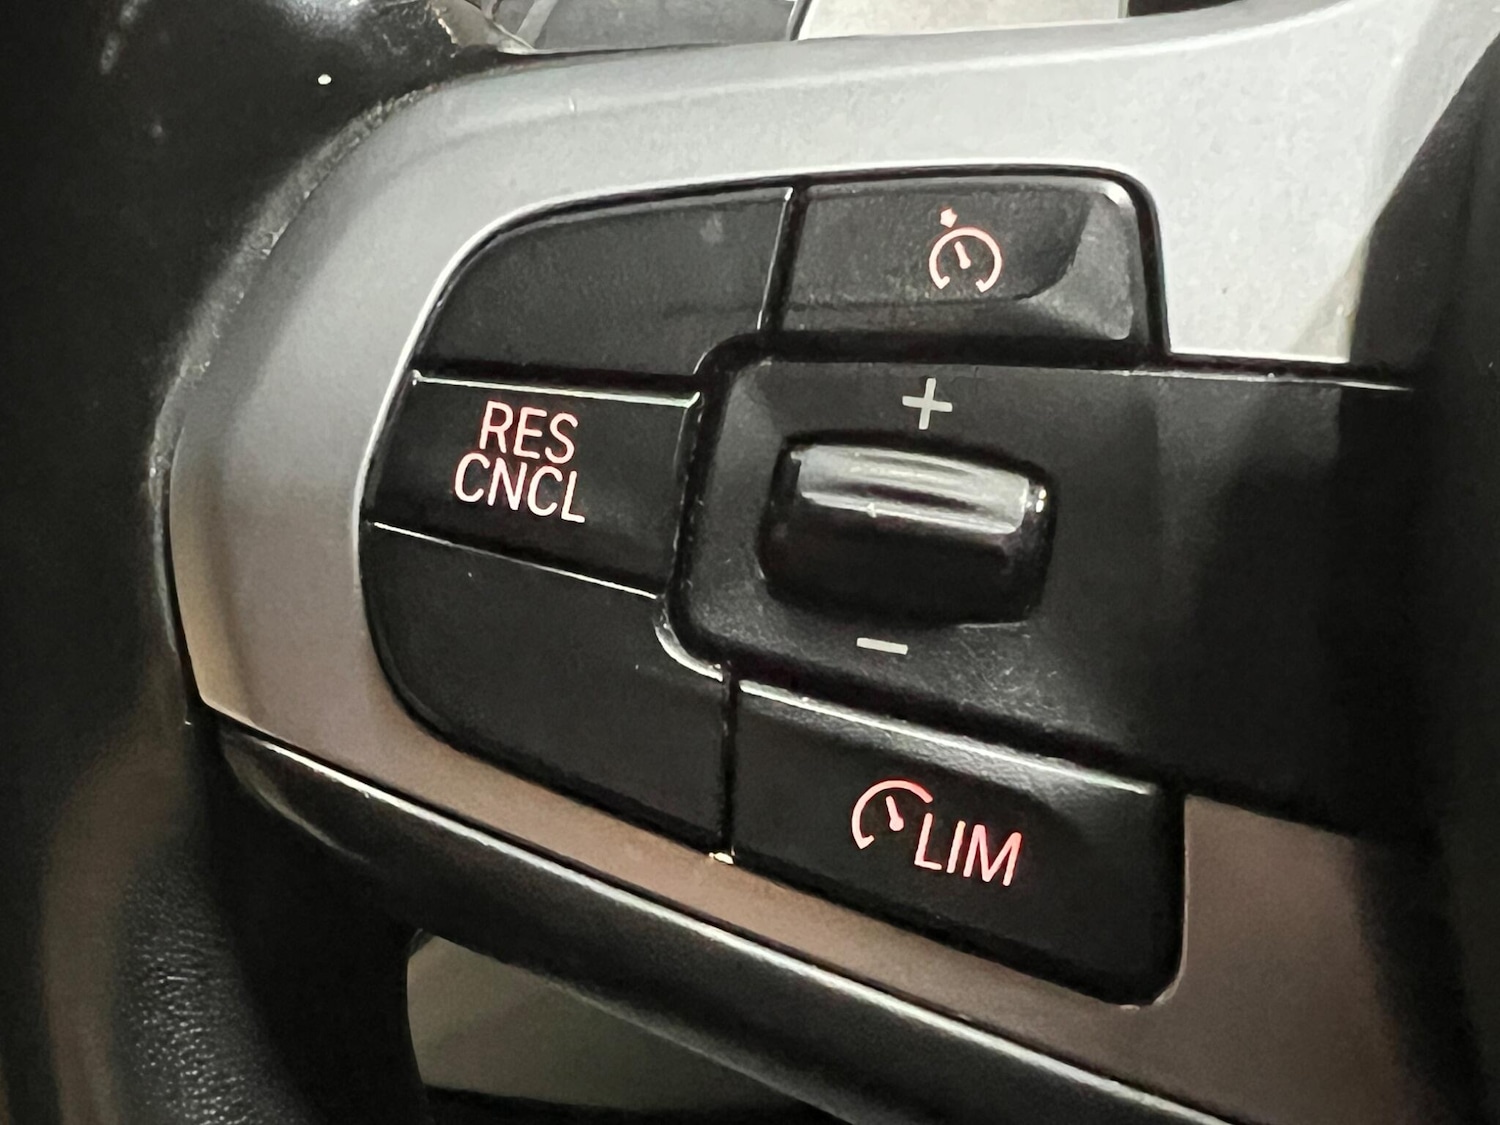 +
RES
CNCL
−
LIM